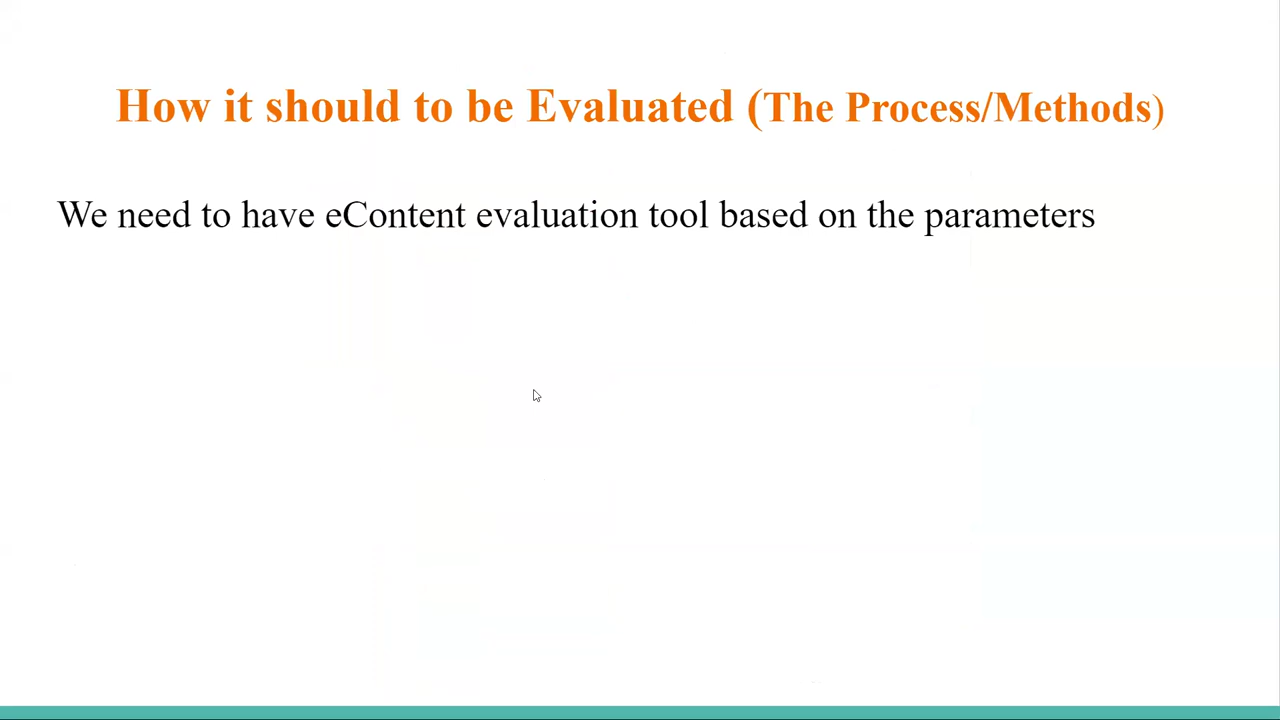 How it should to be Evaluated (The Process/Methods)
We need to have eContent evaluation tool based on the parameters